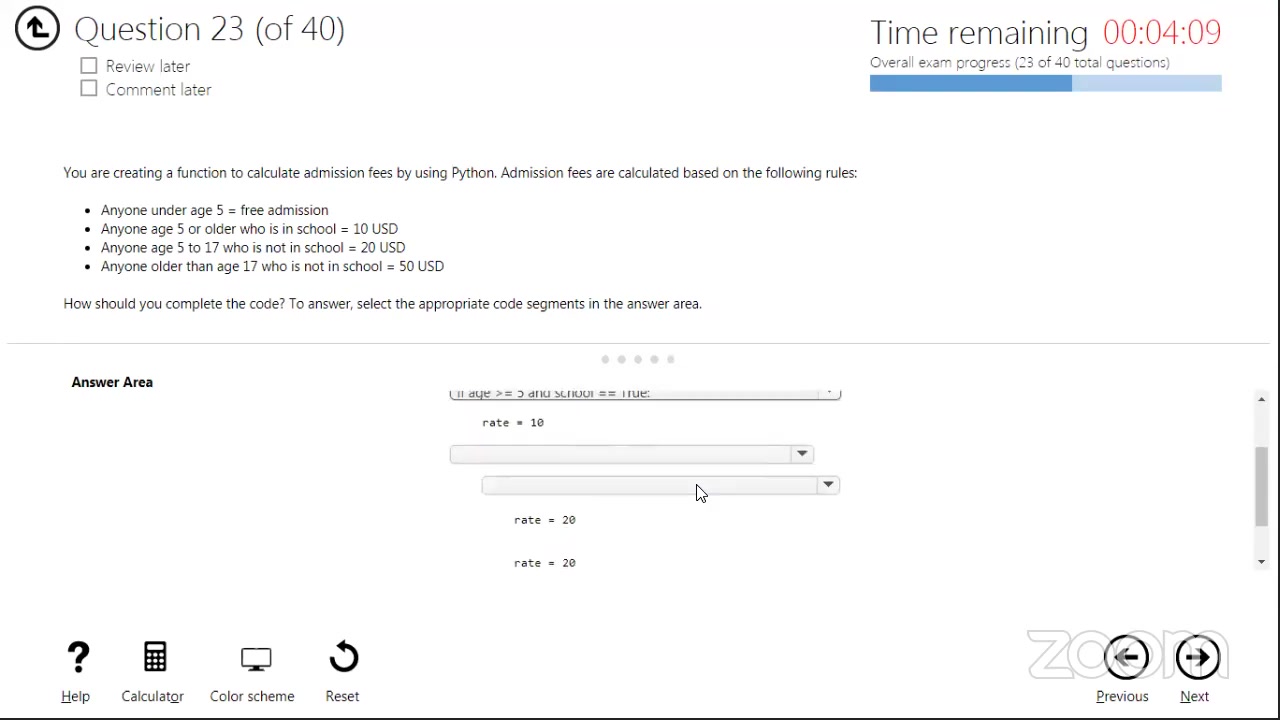 Question 23 (of 40)
Time remaining 00:04:09
Review later
Overall exam progress (23 of 40 total questions)
Comment later
You are creating a function to calculate admission fees by using Python. Admission fees are calculated based on the following rules:
• Anyone under age 5 = free admission
• Anyone age 5 or older who is in school = 10 USD
• Anyone age 5 to 17 who is not in school = 20 USD
• Anyone older than age 17 who is not in school = 50 USD
How should you complete the code? To answer, select the appropriate code segments in the answer area.
Answer Area
if age >= 5 and school == True:
rate = 10
rate = 20
rate = 20
zoom
Help
Calculator
Color scheme
Reset
Previous
Next